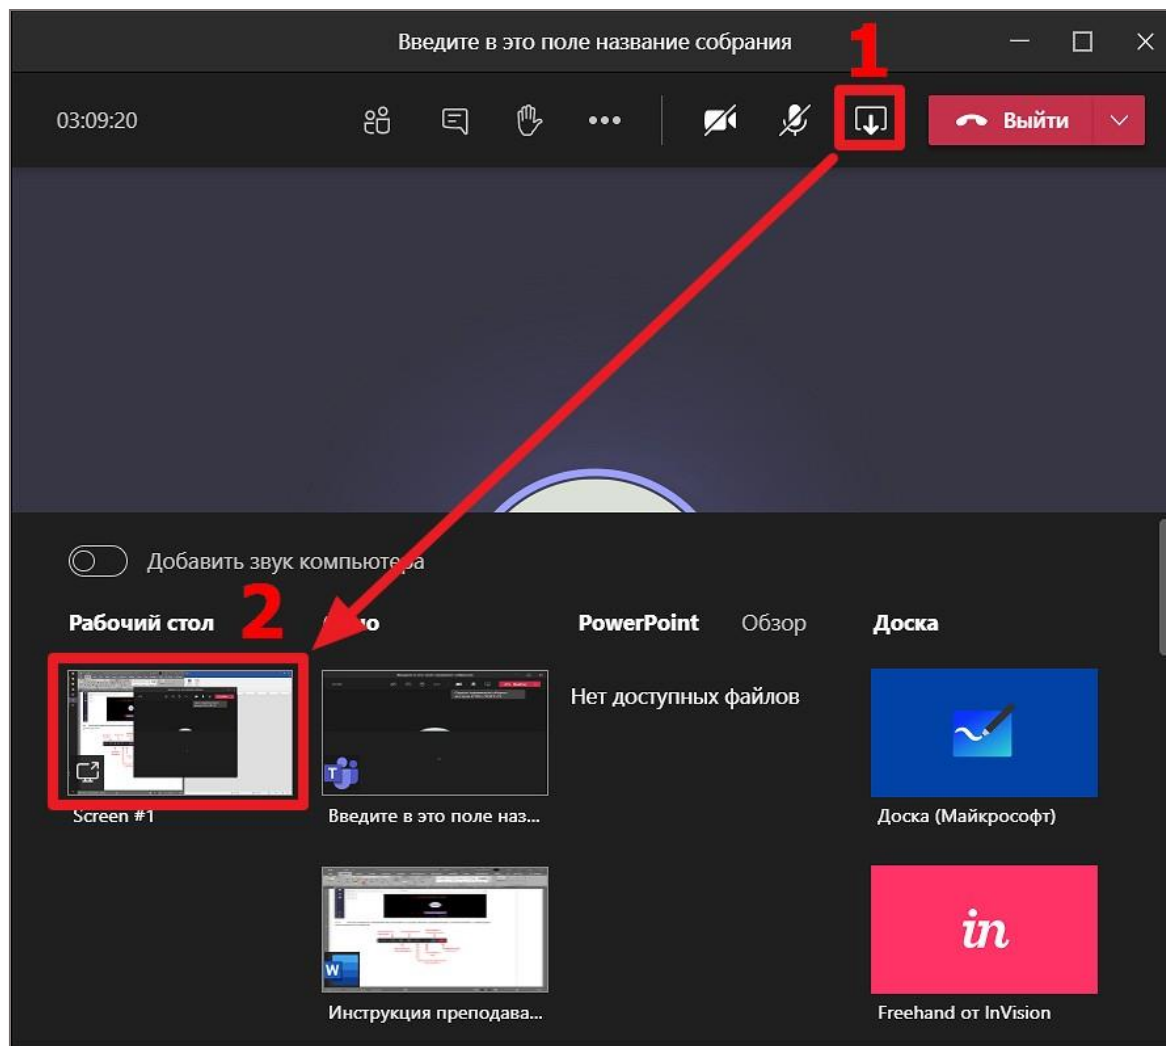 Введите в это поле название собрания
1
03:09:20
Выйти
Добавить звук компьютера
Рабочий стол
2
PowerPoint
Обзор
Доска
Нет доступных файлов
Screen #1
Введите в это поле наз...
Доска (Майкрософт)
W
in
Инструкция преподава...
Freehand от InVision